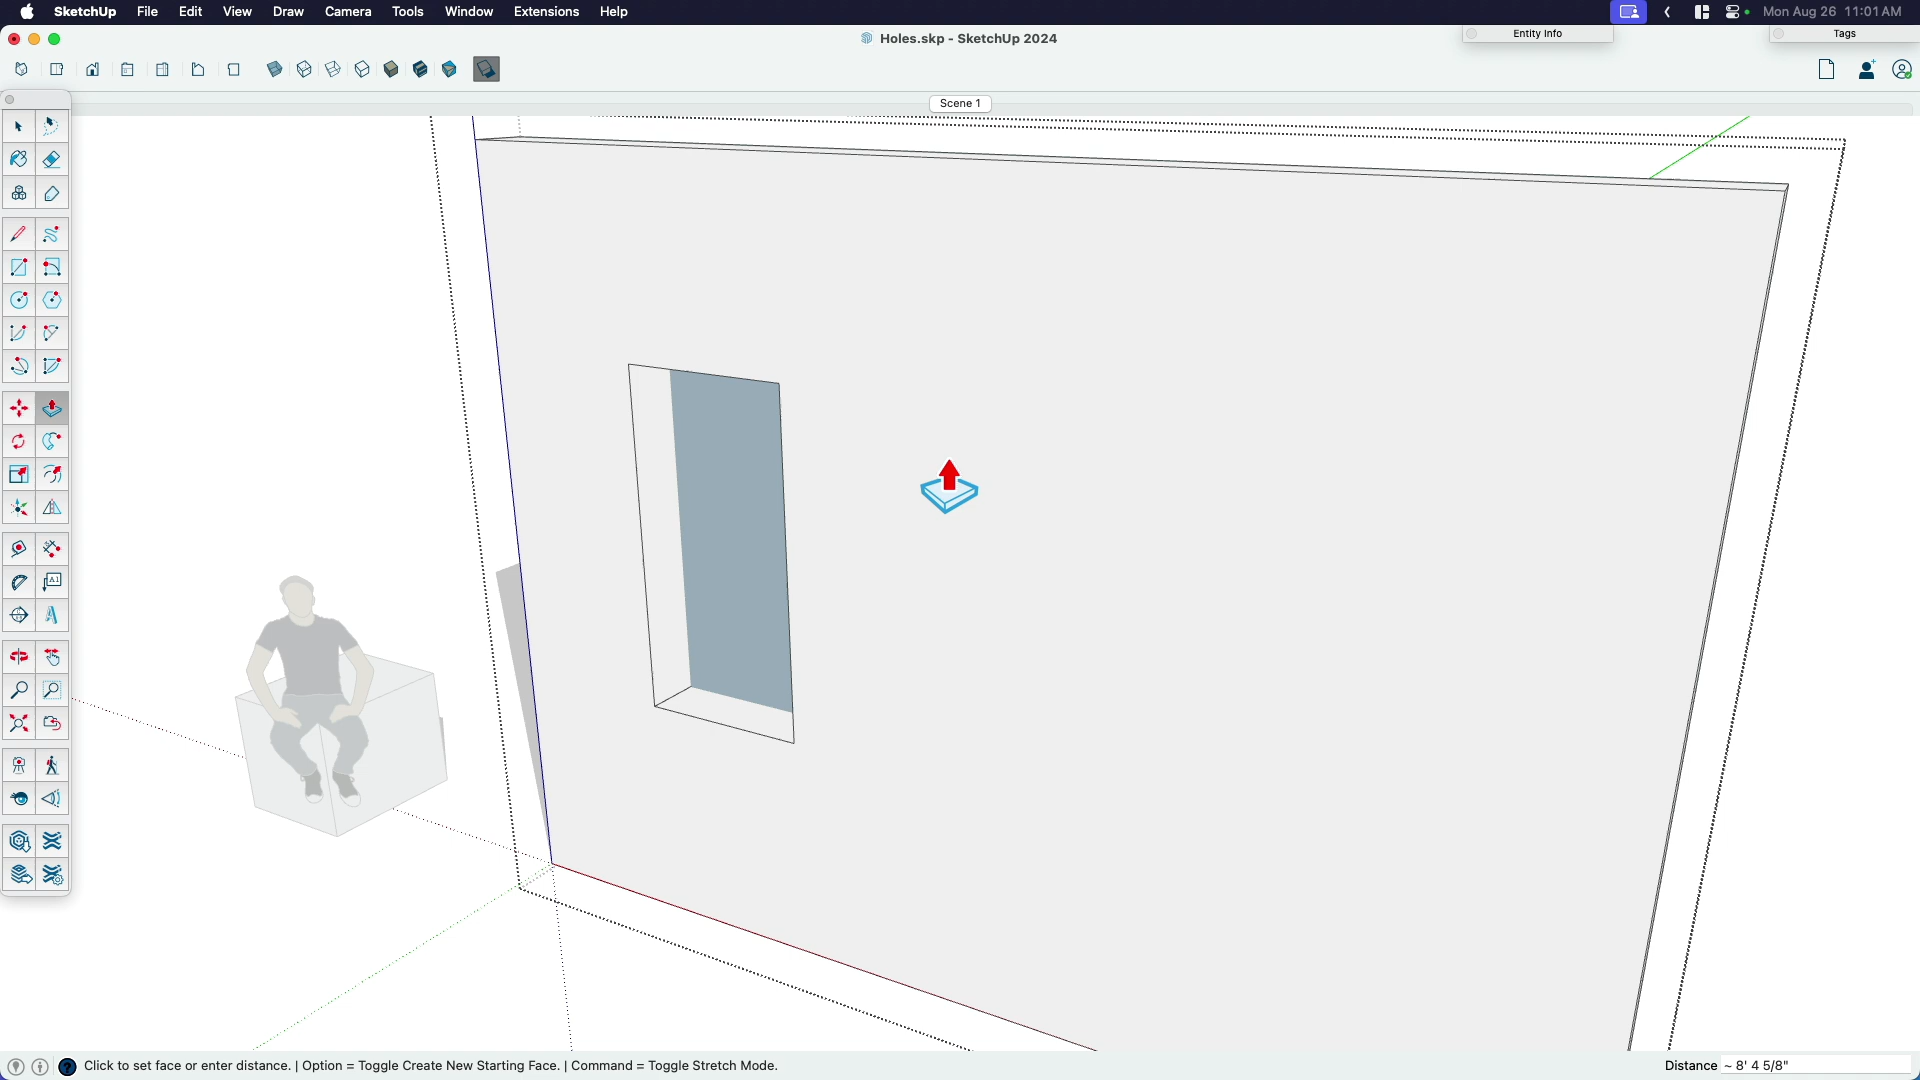 SketchUp File Edit View Draw Camera Tools Window Extensions Help
Mon Aug 26 11:01 AM
Holes.skp - SketchUp 2024
Entity Info
Tags
Scene 1
A1
Click to set face or enter distance. | Option = Toggle Create New Starting Face. | Command = Toggle Stretch Mode.
Distance ~ 8' 4 5/8"